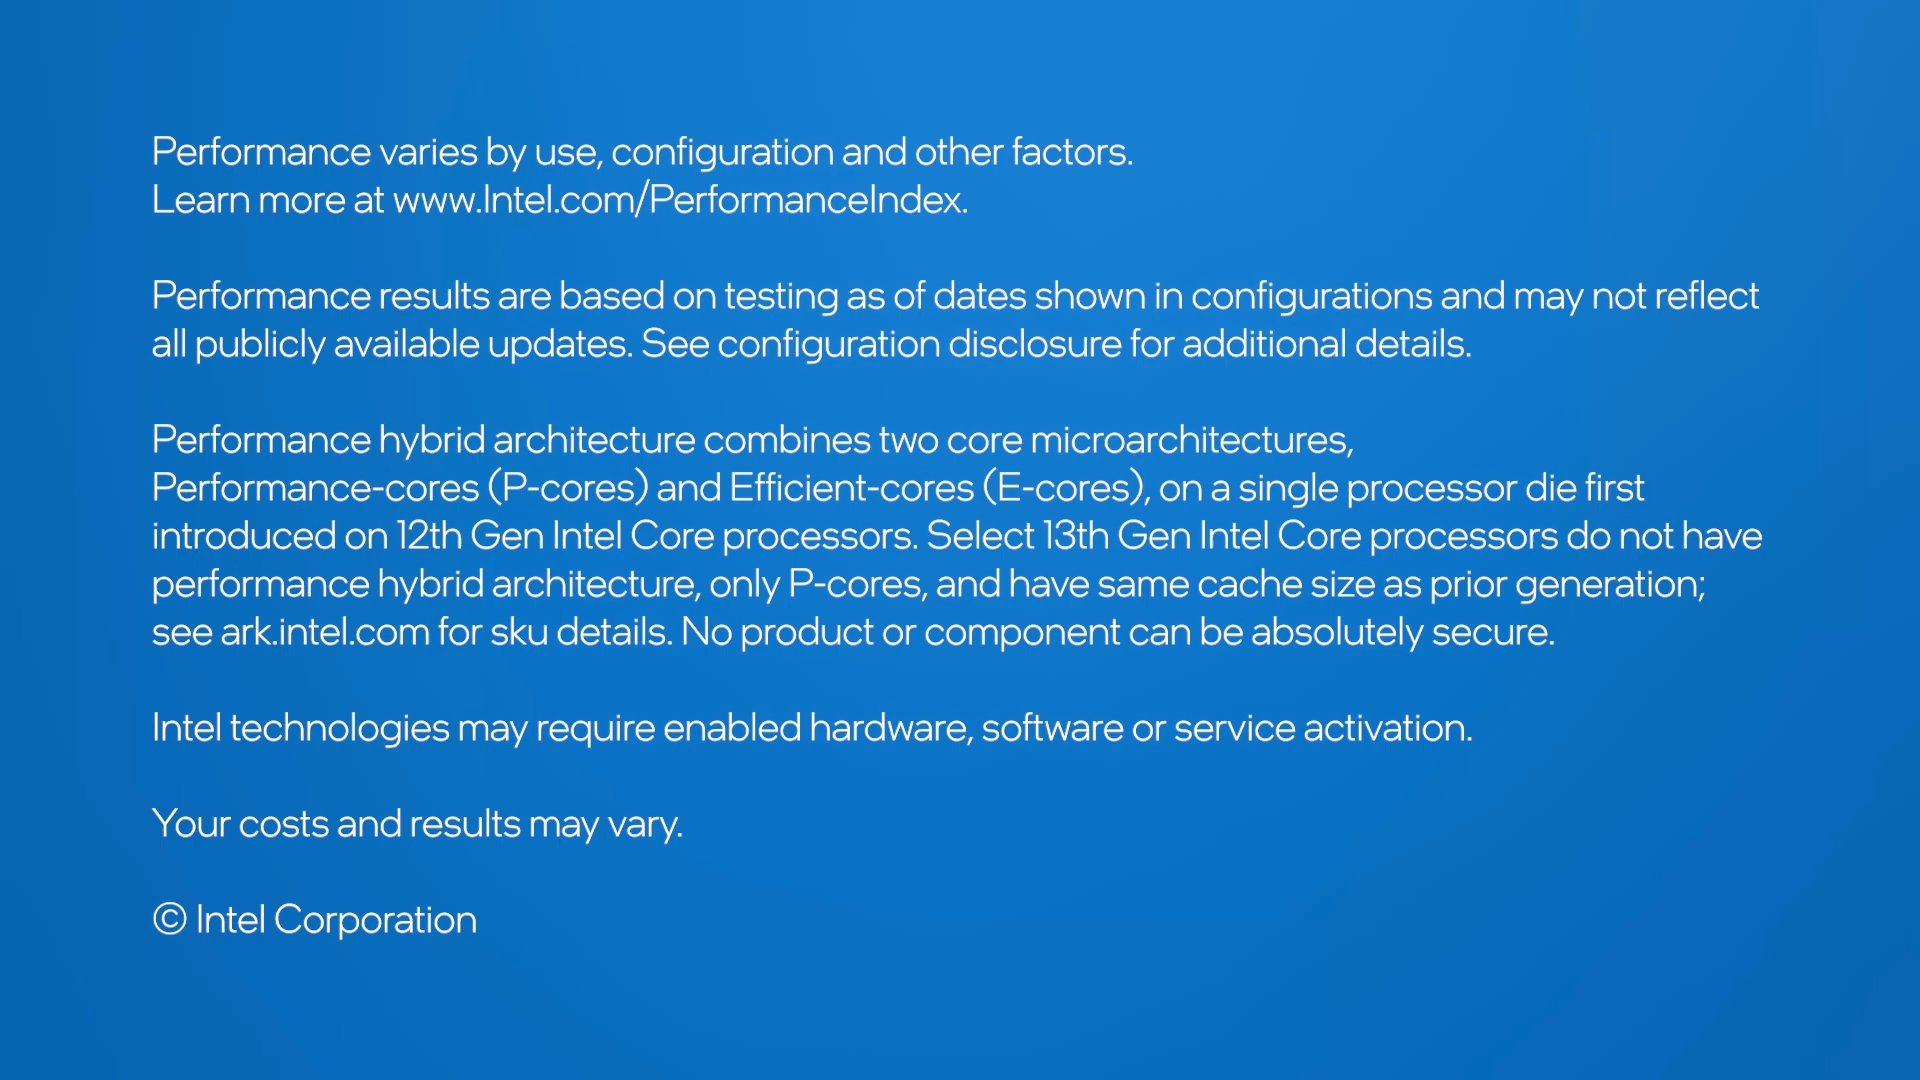 Performance varies by use, configuration and other factors.
Learn more at www.Intel.com/PerformanceIndex.
Performance results are based on testing as of dates shown in configurations and may not reflect
all publicly available updates. See configuration disclosure for additional details.
Performance hybrid architecture combines two core microarchitectures,
Performance-cores (P-cores) and Efficient-cores (E-cores), on a single processor die first
introduced on 12th Gen Intel Core processors. Select 13th Gen Intel Core processors do not have
performance hybrid architecture, only P-cores, and have same cache size as prior generation;
see ark.intel.com for sku details. No product or component can be absolutely secure.
Intel technologies may require enabled hardware, software or service activation.
Your costs and results may vary.
© Intel Corporation